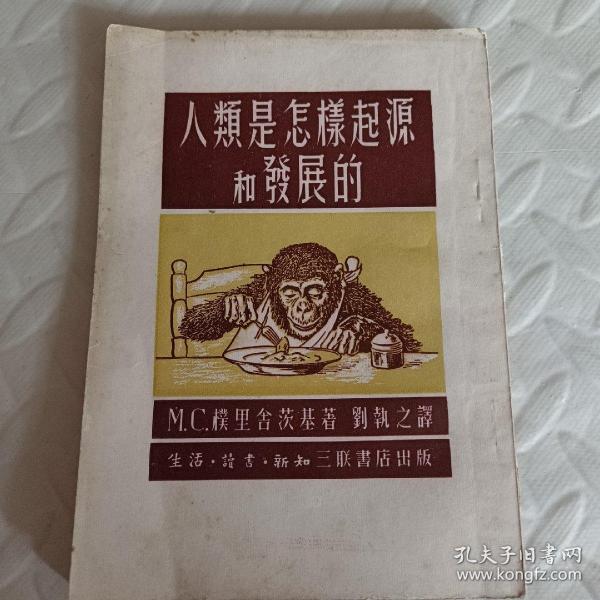 人類是怎樣起源
和發展的
M.C.樸里舍茨基著 劉執之譯
生活·讀書·新知三联書店出版
孔夫子旧书网
www.kongfz.com